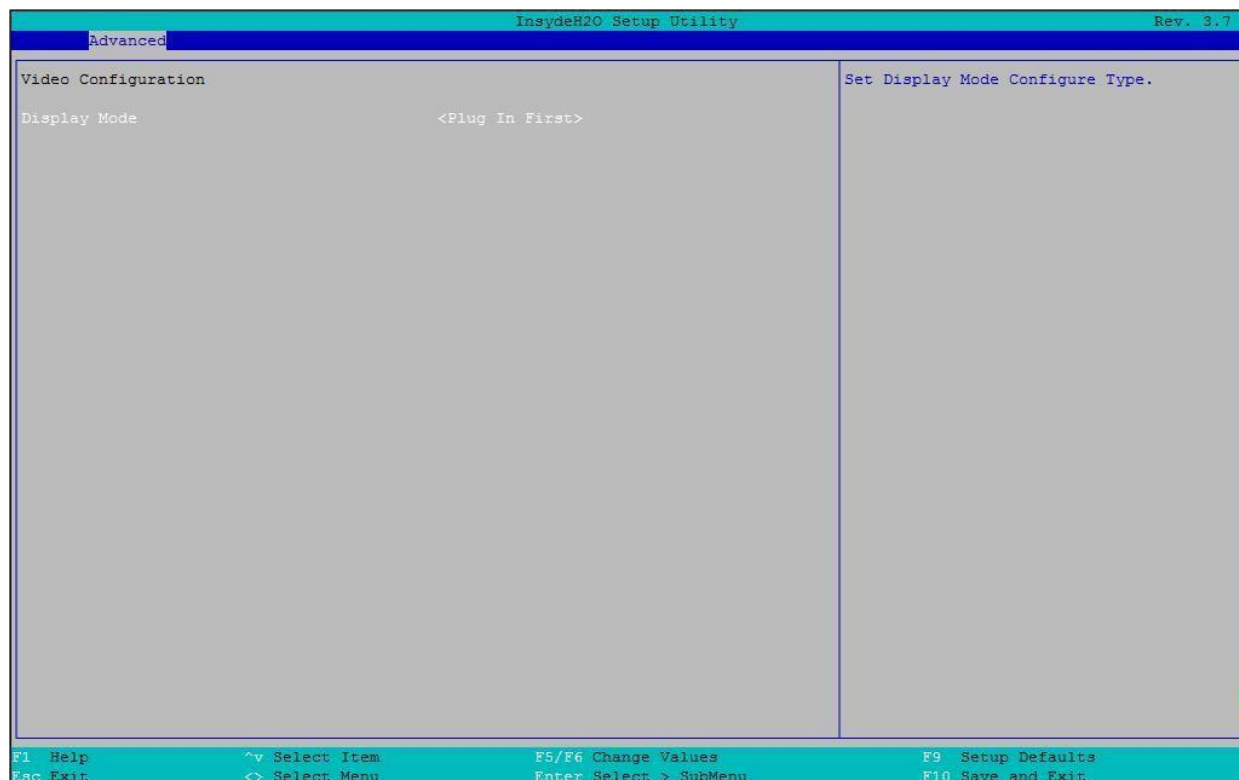 InsydeH20 Setup Utility Rev. 3.7
Advanced
Video Configuration
Set Display Mode Configure Type.
Display Mode <Plug In First>
F1 Help ^v Select Item F5/F6 Change Values F9 Setup Defaults
Esc Exit <> Select Menu Enter Select > SubMenu F10 Save and Exit